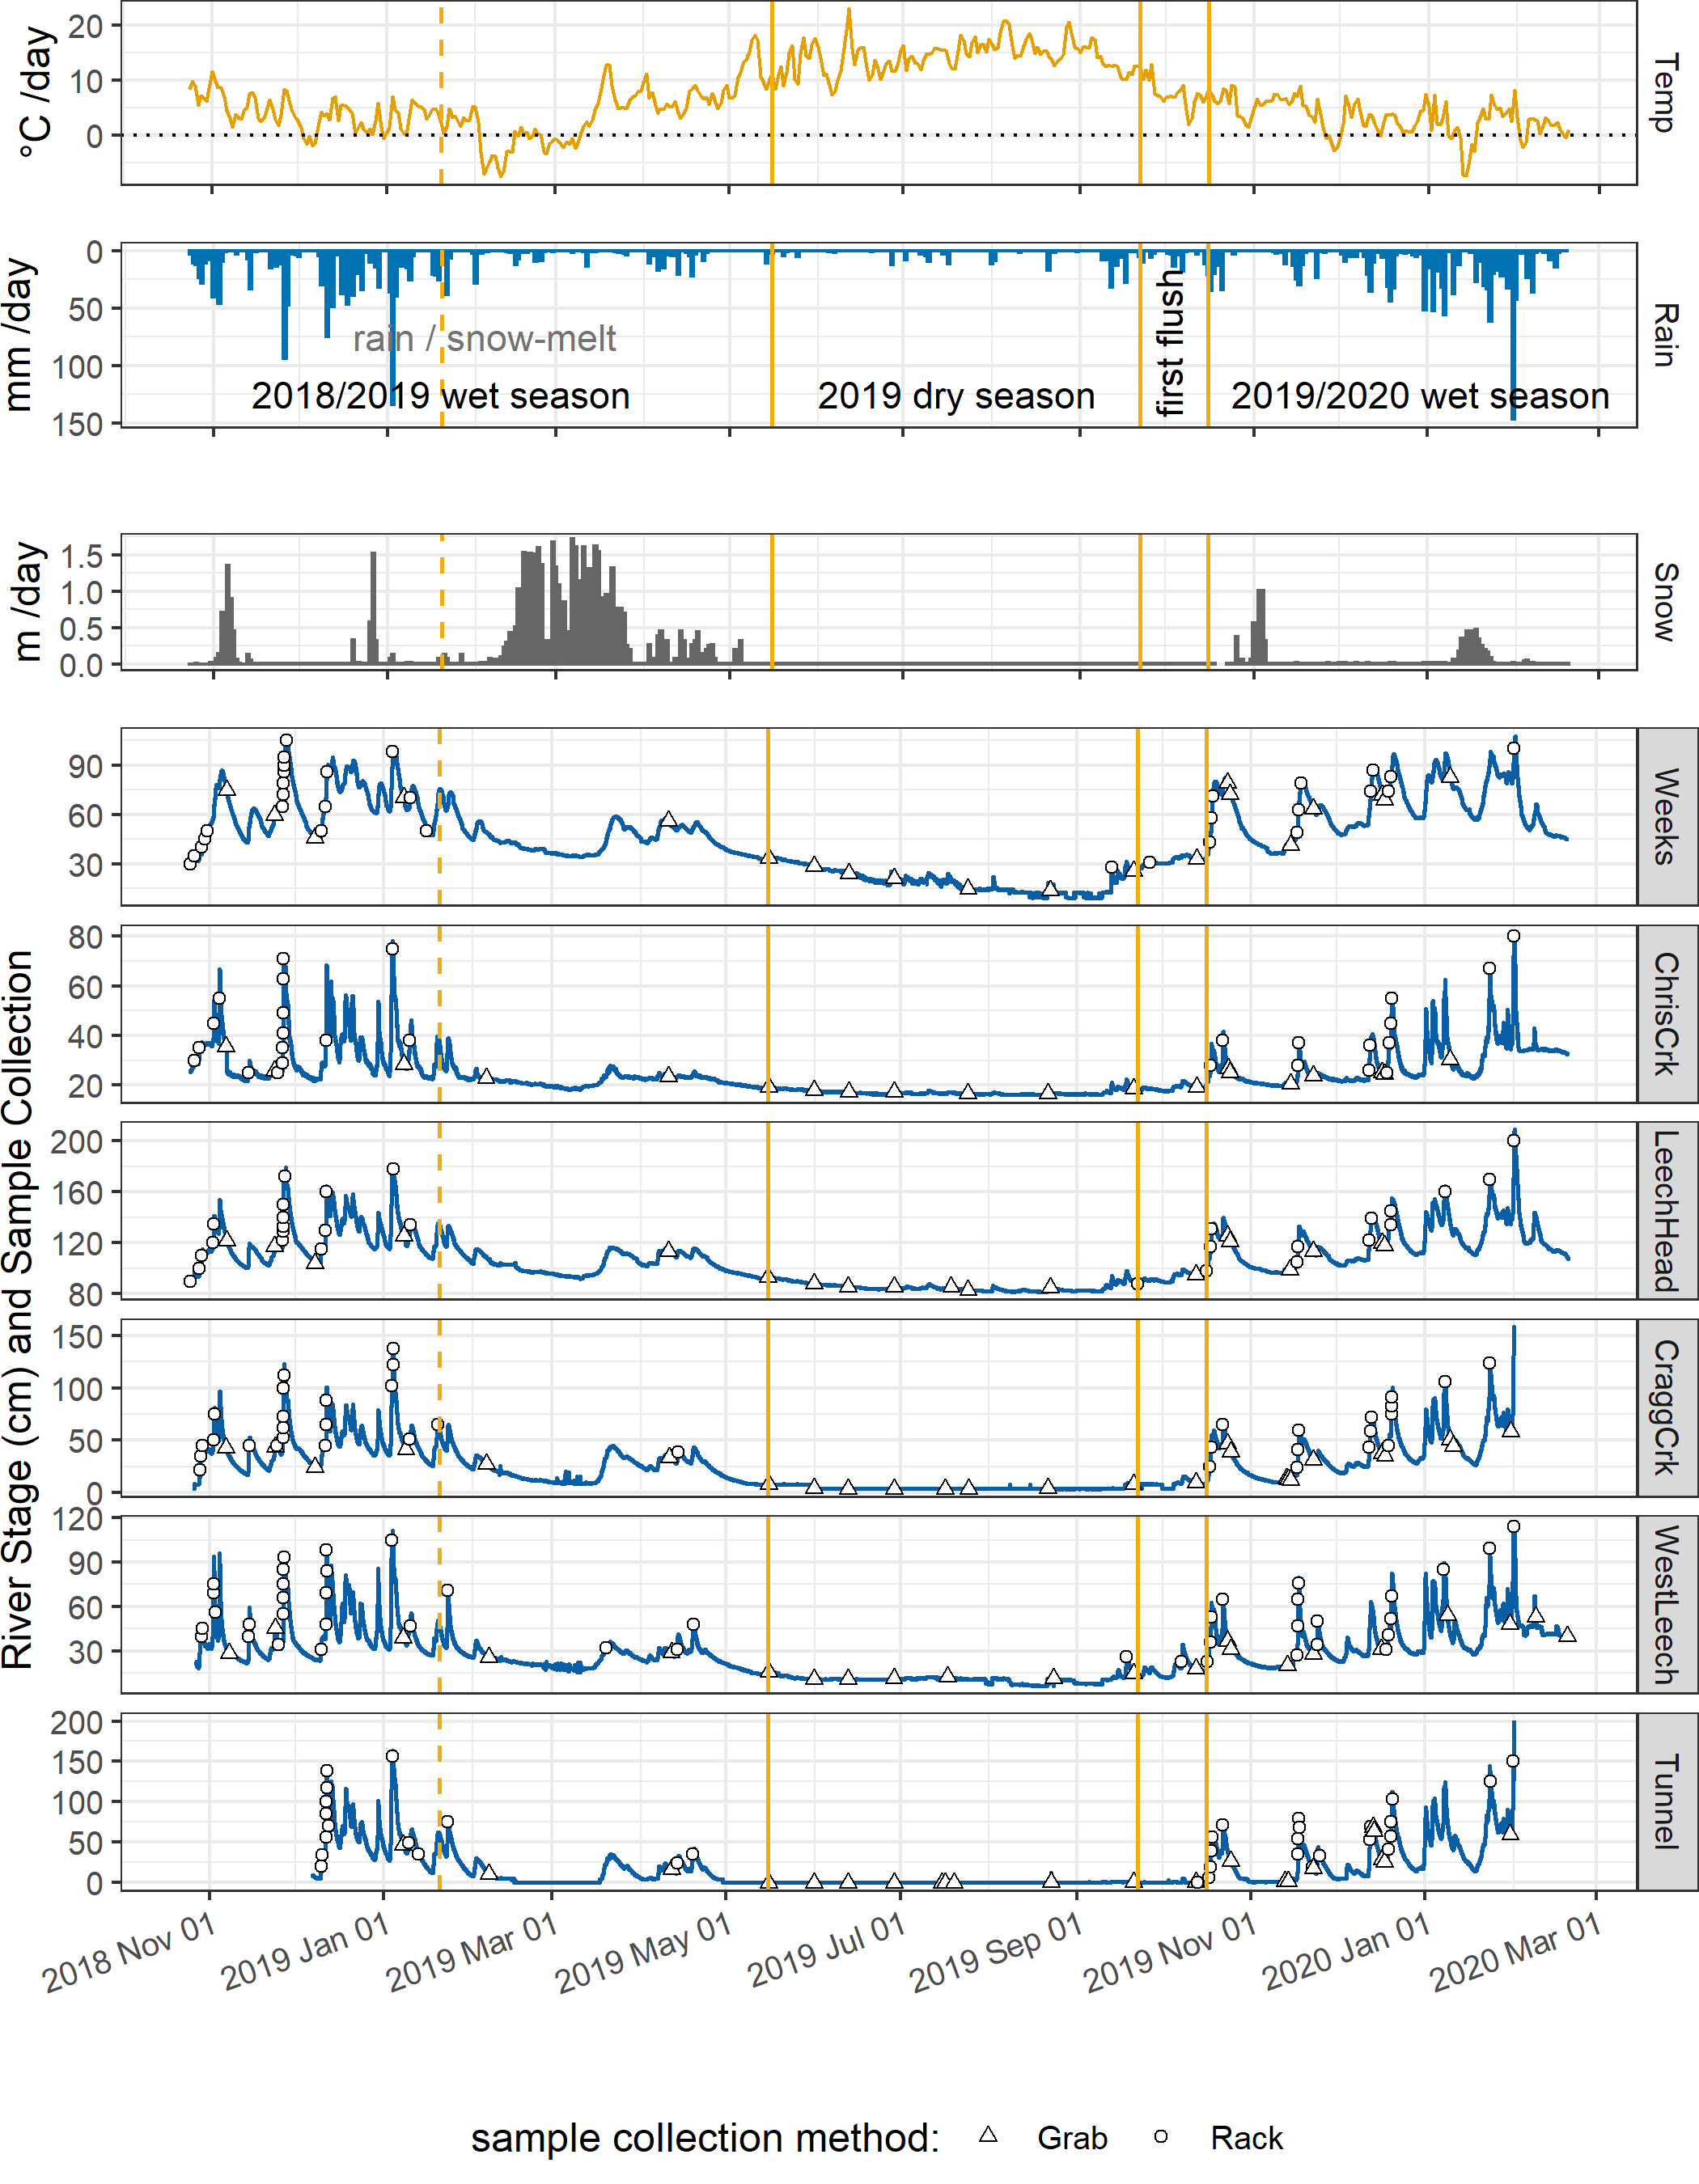 °C /day
20
10
0
Temp
mm /day
0
50
100
150
rain / snow-melt
2018/2019 wet season
2019 dry season
first flush
2019/2020 wet season
Rain
m /day
1.5
1.0
0.5
0.0
Snow
River Stage (cm) and Sample Collection
90
60
30
Weeks
80
60
40
20
ChrisCrk
200
160
120
80
LeechHead
150
100
50
0
CraggCrk
120
90
60
30
WestLeech
200
150
100
50
0
Tunnel
2018 Nov 01
2019 Jan 01
2019 Mar 01
2019 May 01
2019 Jul 01
2019 Sep 01
2019 Nov 01
2020 Jan 01
2020 Mar 01
sample collection method: Grab Rack